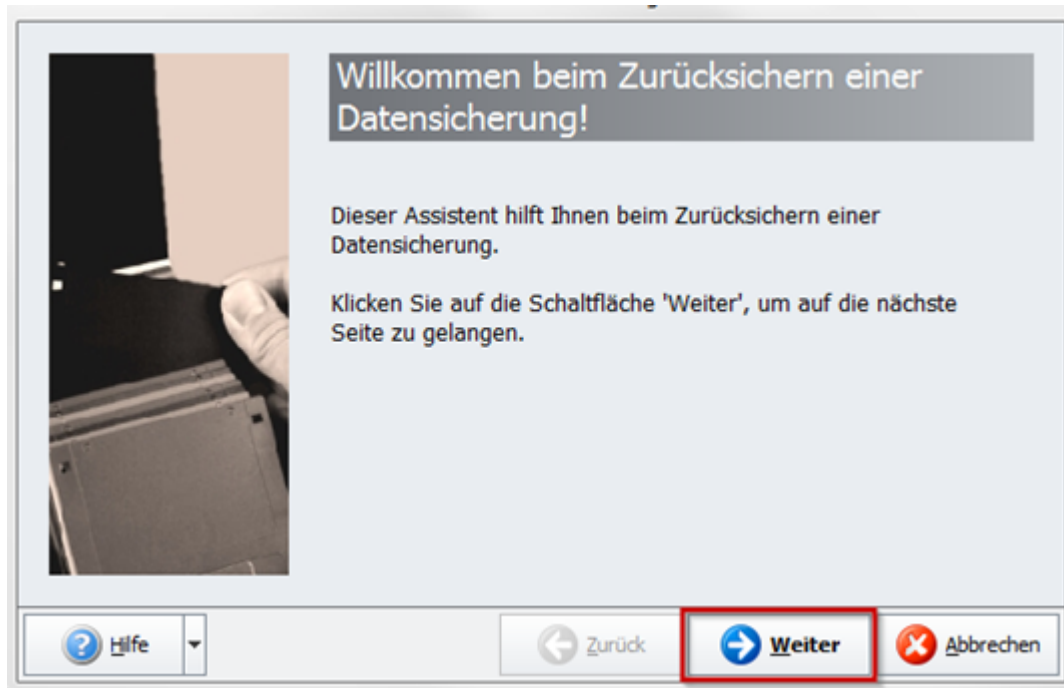 Willkommen beim Zurücksichern einer
Datensicherung!
Dieser Assistent hilft Ihnen beim Zurücksichern einer
Datensicherung.
Klicken Sie auf die Schaltfläche 'Weiter', um auf die nächste
Seite zu gelangen.
Hilfe
Zurück
Weiter
Abbrechen